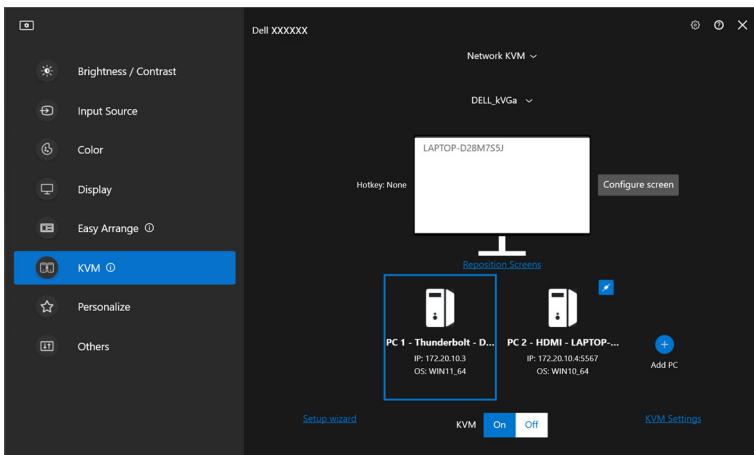 Dell XXXXXX
Brightness / Contrast
Input Source
Color
Display
Easy Arrange
KVM
Personalize
Others
Network KVM
DELL_kVGa
LAPTOP-D28M7S5J
Hotkey: None
Configure screen
Reposition Screens
PC 1 - Thunderbolt - D...
IP: 172.20.10.3
OS: WIN11_64
PC 2 - HDMI - LAPTOP-...
IP: 172.20.10.4:5567
OS: WIN10_64
Add PC
Setup wizard
KVM On Off
KVM Settings